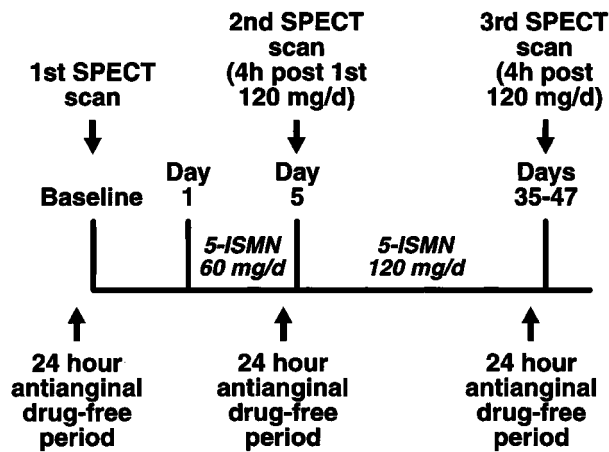 1st SPECT
scan
2nd SPECT
scan
(4h post 1st
120 mg/d)
3rd SPECT
scan
(4h post
120 mg/d)
Baseline
Day
1
Day
5
Days
35-47
5-ISMN
60 mg/d
5-ISMN
120 mg/d
24 hour
antianginal
drug-free
period
24 hour
antianginal
drug-free
period
24 hour
antianginal
drug-free
period